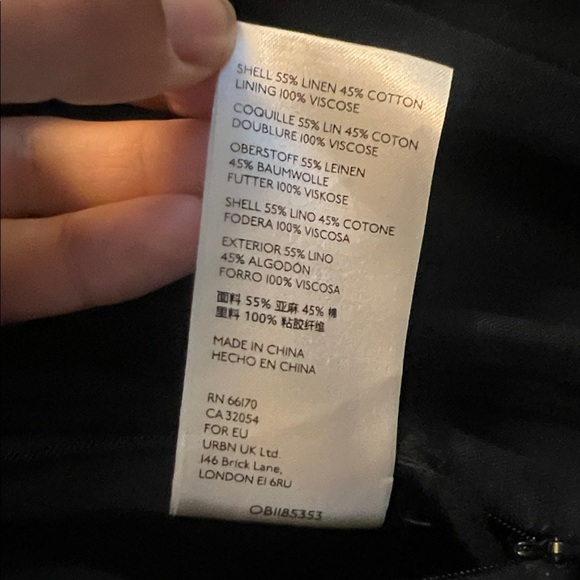 SHELL 55% LINEN 45% COTTON
LINING 100% VISCOSE
COQUILLE 55% LIN 45% COTON
DOUBLURE 100% VISCOSE
OBERSTOFF 55% LEINEN
45% BAUMWOLLE
FUTTER 100% VISKOSE
SHELL 55% LINO 45% COTONE
FODERA 100% VISCOSA
EXTERIOR 55% LINO
45% ALGODÓN
FORRO 100% VISCOSA
面料 55% 亚麻 45% 棉
里料 100% 粘胶纤维
MADE IN CHINA
HECHO EN CHINA
RN 66170
CA 32054
FOR EU
URBN UK Ltd.
146 Brick Lane,
LONDON E1 6RU
OB1185353